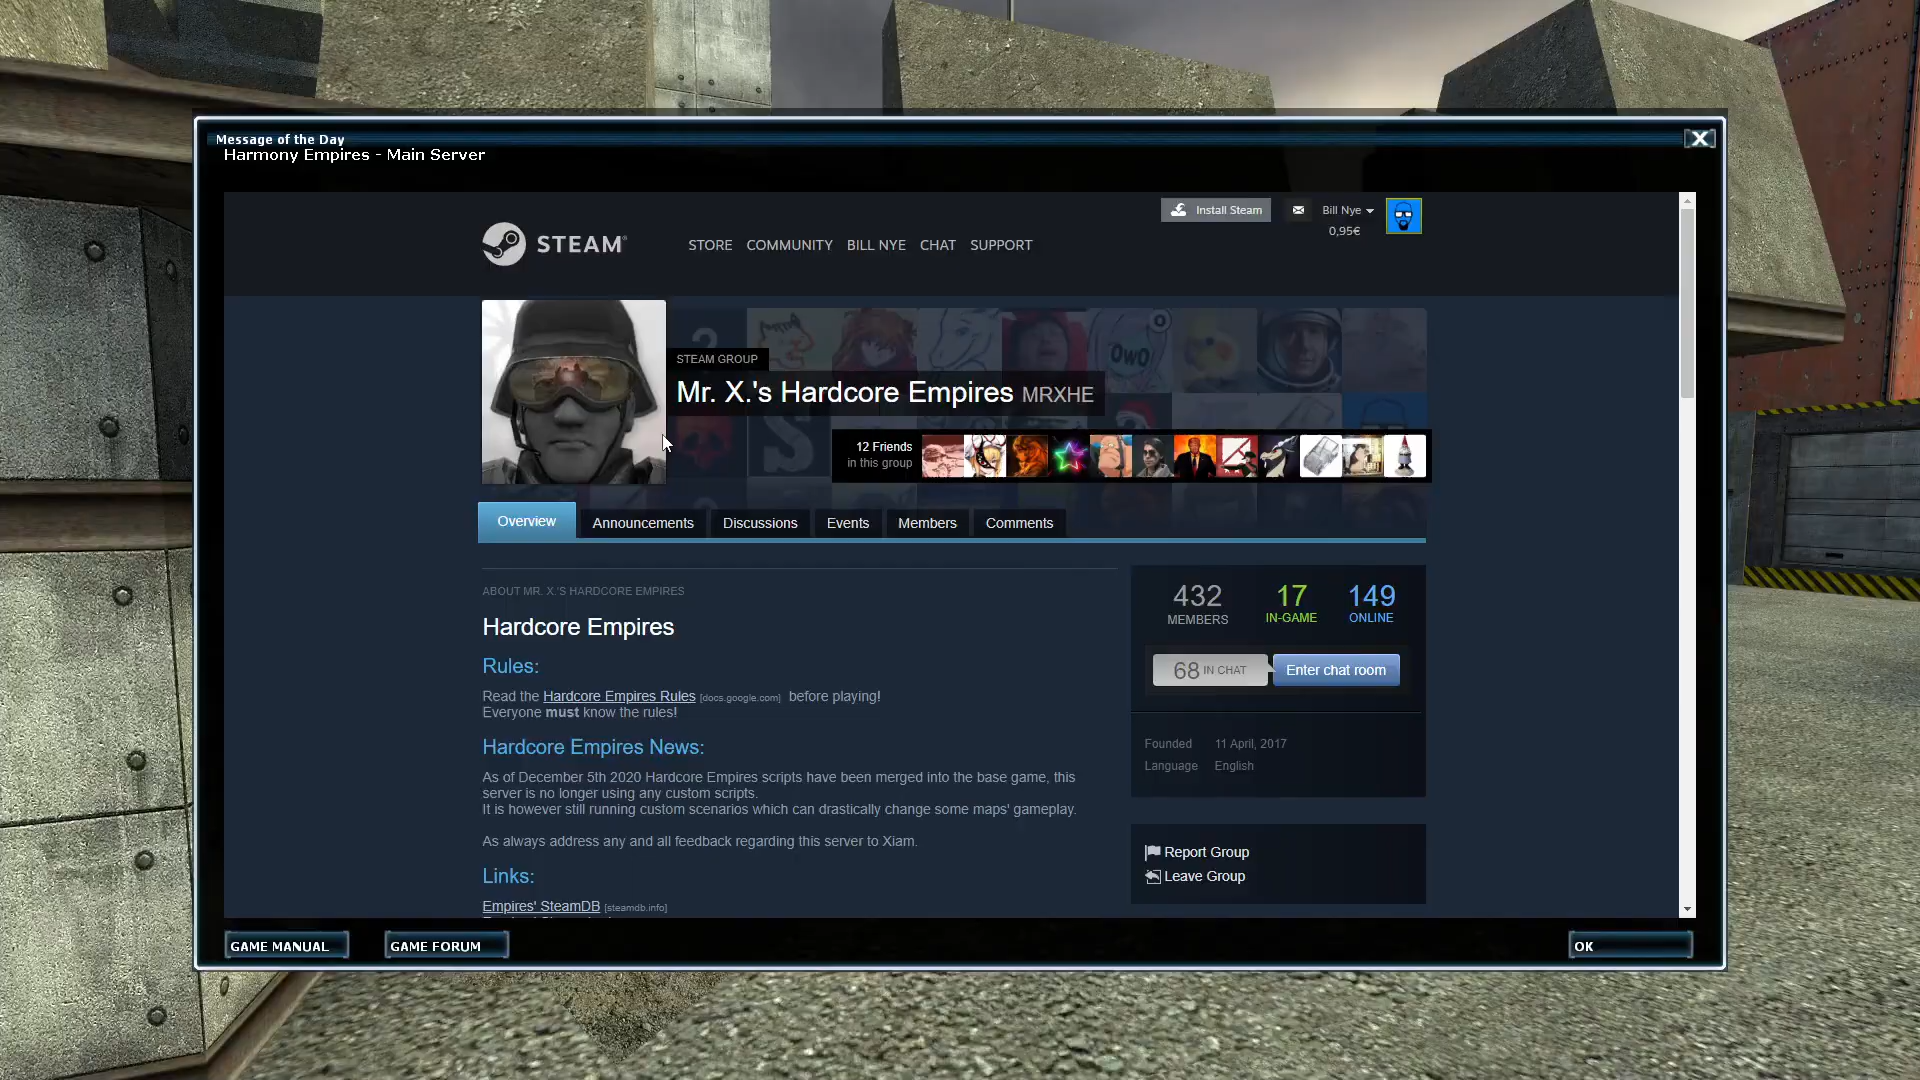 Message of the Day
Harmony Empires - Main Server
Install Steam
Bill Nye
0,95€
STEAM®
STORE COMMUNITY BILL NYE CHAT SUPPORT
STEAM GROUP
Mr. X.'s Hardcore Empires MRXHE
12 Friends
in this group
OWO
Overview Announcements Discussions Events Members Comments
ABOUT MR. X.'S HARDCORE EMPIRES
Hardcore Empires
Rules:
Read the Hardcore Empires Rules [docs.google.com] before playing!
Everyone must know the rules!
Hardcore Empires News:
As of December 5th 2020 Hardcore Empires scripts have been merged into the base game, this
server is no longer using any custom scripts.
It is however still running custom scenarios which can drastically change some maps' gameplay.
As always address any and all feedback regarding this server to Xiam.
Links:
Empires' SteamDB [steamdb.info]
432 17 149
MEMBERS IN-GAME ONLINE
68 IN CHAT Enter chat room
Founded 11 April, 2017
Language English
Report Group
Leave Group
GAME MANUAL GAME FORUM OK